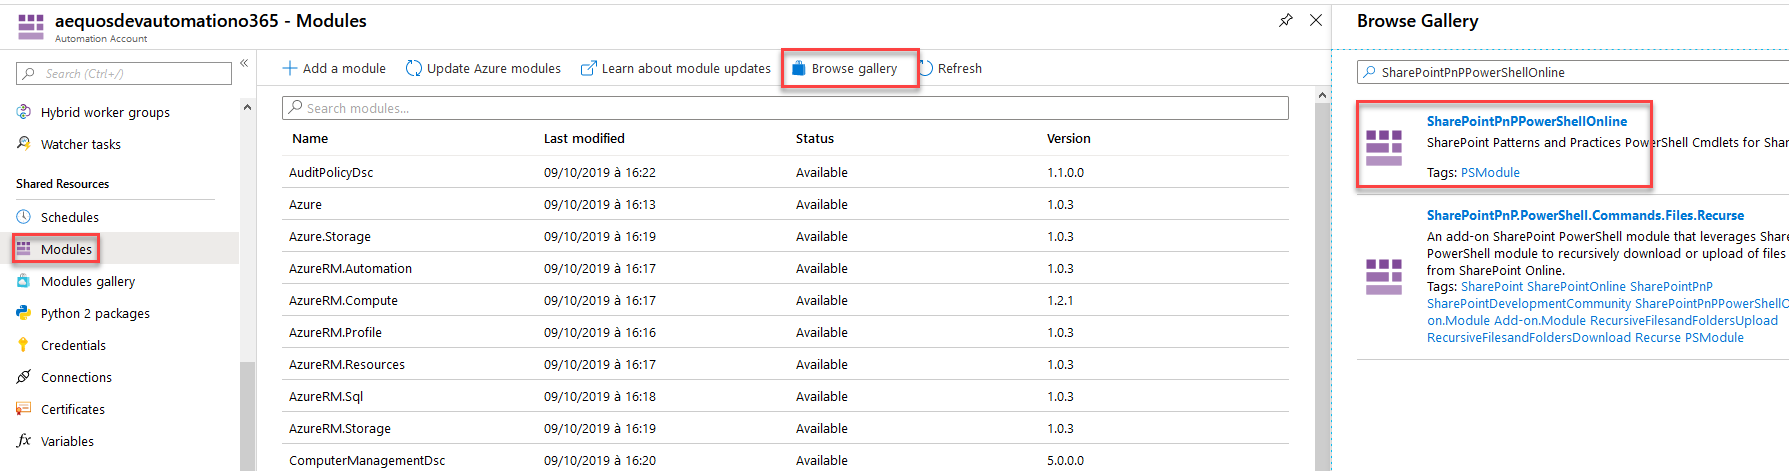 aequosdevautomationo365 - Modules
Automation Account
Search (Ctrl+/)
«
Hybrid worker groups
Watcher tasks
Shared Resources
Schedules
Modules
Modules gallery
Python 2 packages
Credentials
Connections
Certificates
Variables
Add a module
Update Azure modules
Learn about module updates
Browse gallery
Refresh
Search modules...
Name Last modified Status Version
AuditPolicyDsc 09/10/2019 à 16:22 Available 1.1.0.0
Azure 09/10/2019 à 16:13 Available 1.0.3
Azure.Storage 09/10/2019 à 16:19 Available 1.0.3
AzureRM.Automation 09/10/2019 à 16:17 Available 1.0.3
AzureRM.Compute 09/10/2019 à 16:17 Available 1.2.1
AzureRM.Profile 09/10/2019 à 16:16 Available 1.0.3
AzureRM.Resources 09/10/2019 à 16:17 Available 1.0.3
AzureRM.Sql 09/10/2019 à 16:18 Available 1.0.3
AzureRM.Storage 09/10/2019 à 16:19 Available 1.0.3
ComputerManagementDsc 09/10/2019 à 16:20 Available 5.0.0.0
Browse Gallery
SharePointPnPPowerShellOnline
SharePointPnPPowerShellOnline
SharePoint Patterns and Practices PowerShell Cmdlets for Shar
Tags: PSModule
SharePointPnP.PowerShell.Commands.Files.Recurse
An add-on SharePoint PowerShell module that leverages Share
PowerShell module to recursively download or upload of files
from SharePoint Online.
Tags: SharePoint SharePointOnline SharePointPnP
SharePointDevelopmentCommunity SharePointPnPPowerShellO
on.Module Add-on.Module RecursiveFilesandFoldersUpload
RecursiveFilesandFoldersDownload Recurse PSModule